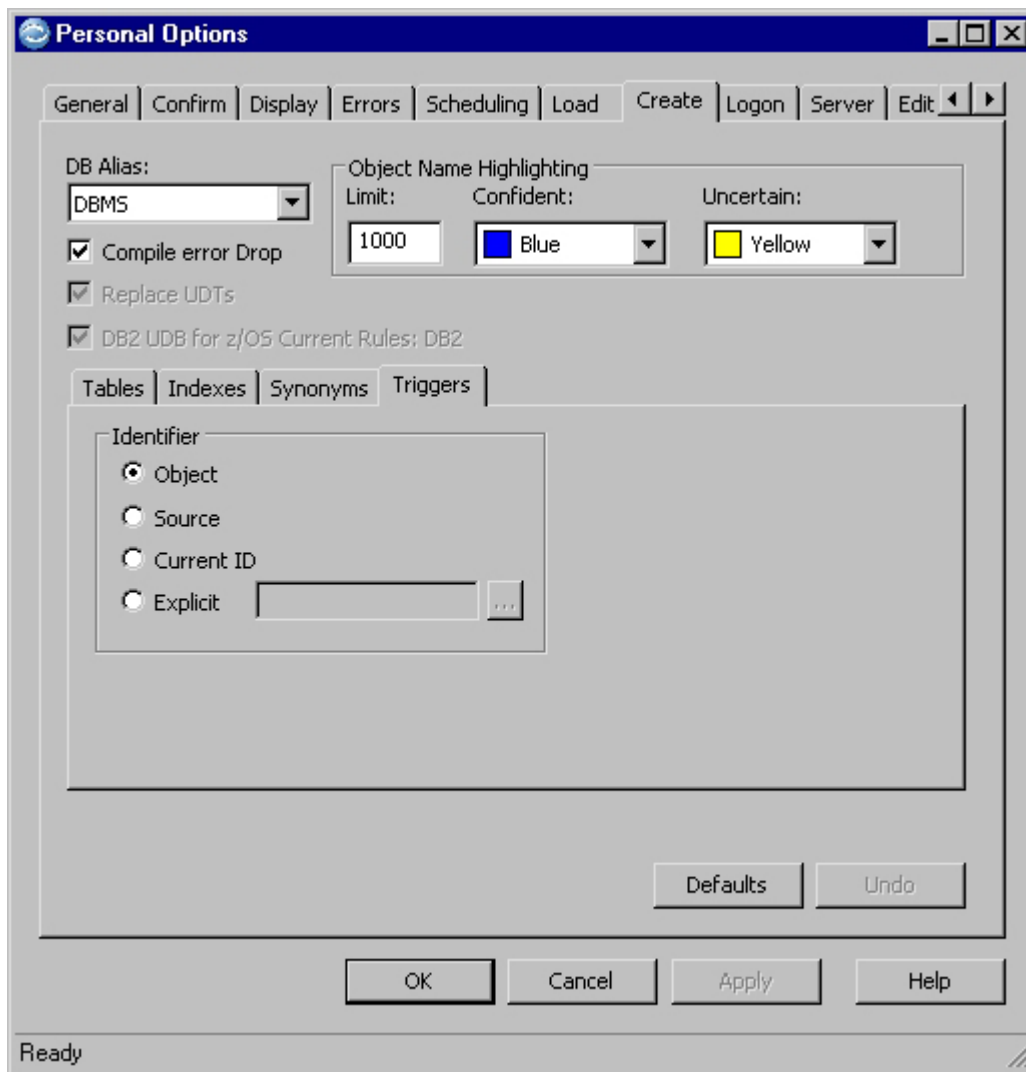 Personal Options
General Confirm Display Errors Scheduling Load Create Logon Server Edit
DB Alias:
DBMS
Object Name Highlighting
Limit: Confident: Uncertain:
1000 Blue Yellow
Compile error Drop
Replace UDTs
DB2 UDB for z/OS Current Rules: DB2
Tables Indexes Synonyms Triggers
Identifier
Object
Source
Current ID
Explicit ...
Defaults Undo
OK Cancel Apply Help
Ready